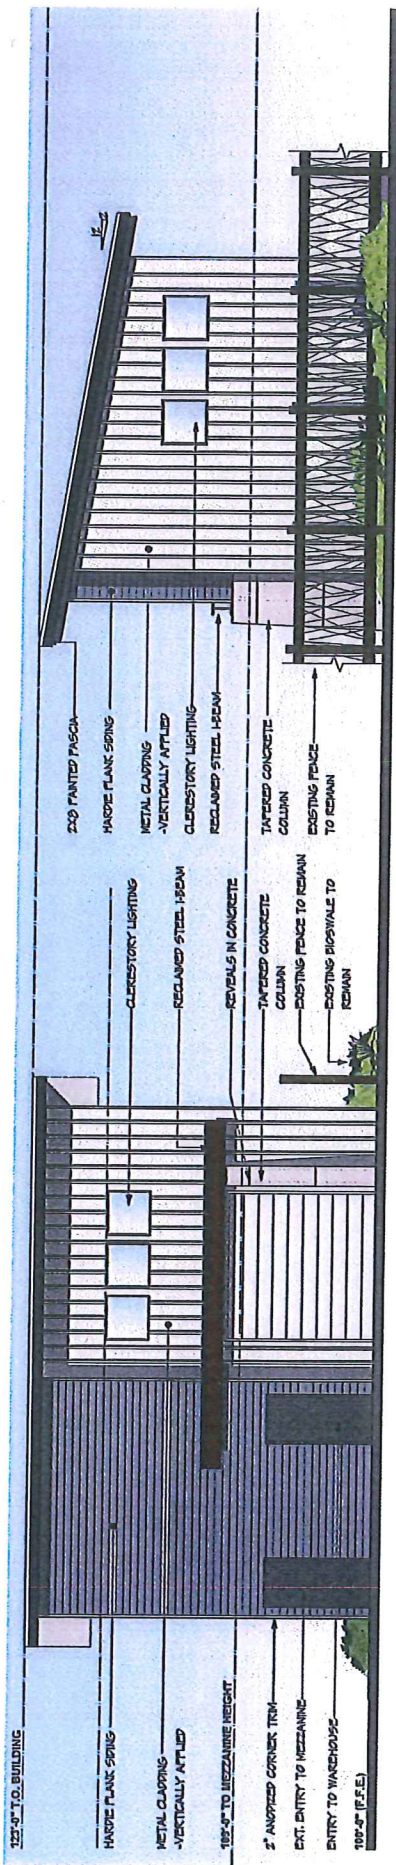 123'-0" T.O. BUILDING
HARDIE PLANK SIDING
METAL CLADDING
-VERTICALLY APPLIED
109'-0" TO MEZZANINE HEIGHT
2" ANODIZED CORNER TRIM
EXT. ENTRY TO MEZZANINE
ENTRY TO WAREHOUSE
100'-0" (F.F.E)
CLERESTORY LIGHTING
RECLAIMED STEEL I-BEAM
REVEALS IN CONCRETE
TAPERED CONCRETE
COLUMN
EXISTING FENCE TO REMAIN
EXISTING BIOSWALE TO
REMAIN
2X8 PAINTED FASCIA
HARDIE PLANK SIDING
METAL CLADDING
-VERTICALLY APPLIED
CLERESTORY LIGHTING
RECLAIMED STEEL I-BEAM
TAPERED CONCRETE
COLUMN
EXISTING FENCE
TO REMAIN